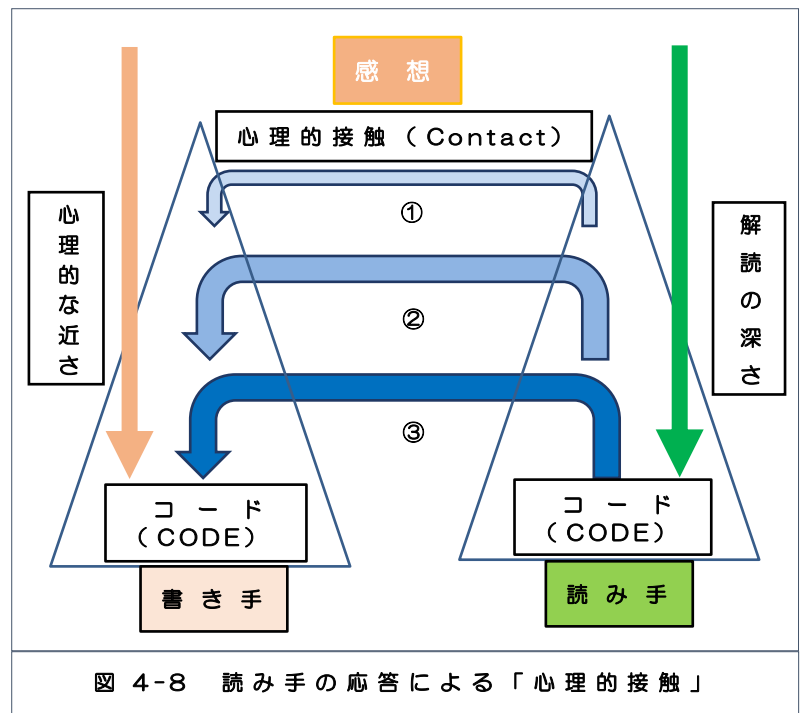 感想
心理的接触(Contact)
①
心理的な近さ
解読の深さ
②
③
コード
(CODE)
コード
(CODE)
書き手
読み手
図 4-8 読み手の応答による「心理的接触」